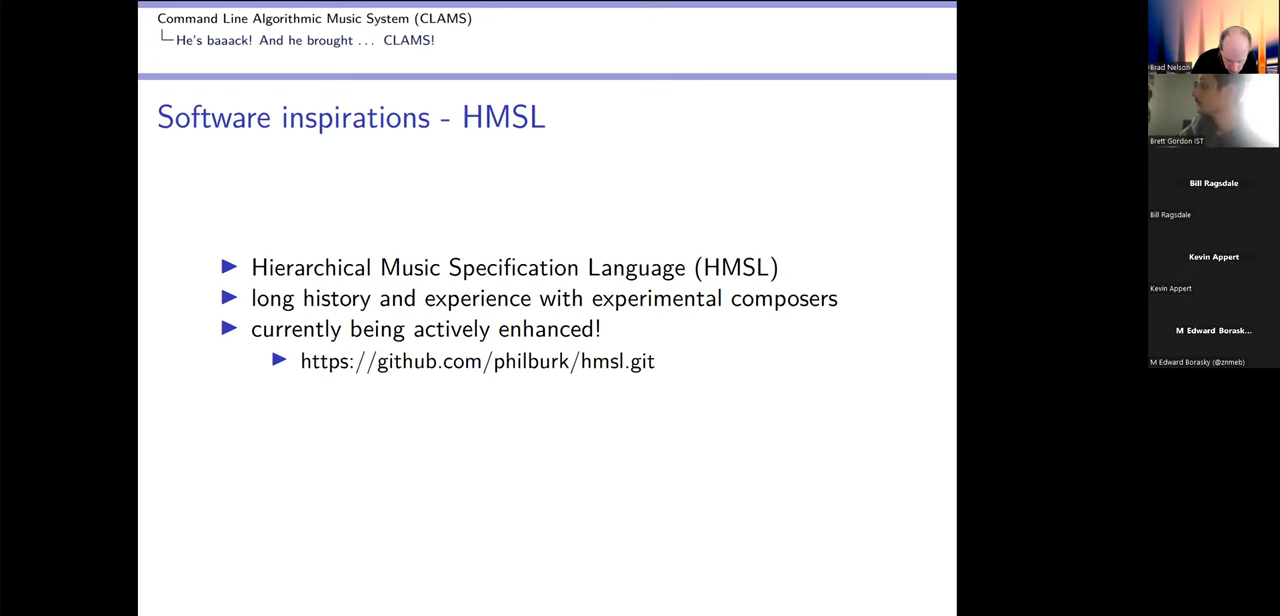 Command Line Algorithmic Music System (CLAMS)
He's baaack! And he brought ... CLAMS!
Software inspirations - HMSL
Hierarchical Music Specification Language (HMSL)
long history and experience with experimental composers
currently being actively enhanced!
https://github.com/philburk/hmsl.git
Brad Nelson
Brett Gordon IST
Bill Ragsdale
Bill Ragsdale
Kevin Appert
Kevin Appert
M Edward Borask...
M Edward Borasky (@znmeb)